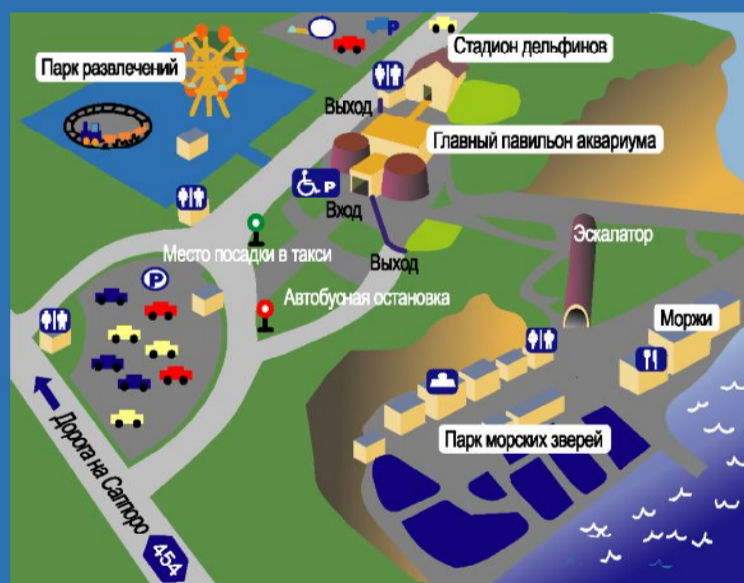 Стадион дельфинов
Парк развлечений
P
Выход
Главный павильон аквариума
P
Вход
Эскалатор
Место посадки в такси
Выход
P
Автобусная остановка
Моржи
Дорога на Саппоро
Парк морских зверей
454